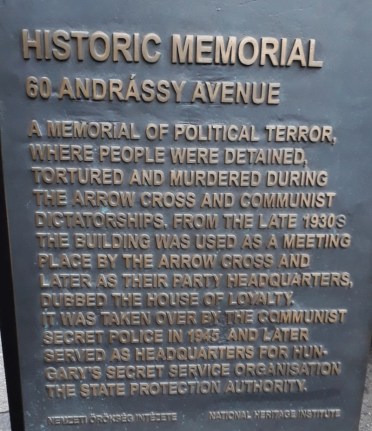 HISTORIC MEMORIAL
60 ANDRÁSSY AVENUE
A MEMORIAL OF POLITICAL TERROR,
WHERE PEOPLE WERE DETAINED,
TORTURED AND MURDERED DURING
THE ARROW CROSS AND COMMUNIST
DICTATORSHIPS. FROM THE LATE 1930S
THE BUILDING WAS USED AS A MEETING
PLACE BY THE ARROW CROSS AND
LATER AS THEIR PARTY HEADQUARTERS,
DUBBED THE HOUSE OF LOYALTY.
IT WAS TAKEN OVER BY THE COMMUNIST
SECRET POLICE IN 1945, AND LATER
SERVED AS HEADQUARTERS FOR HUN-
GARY'S SECRET SERVICE ORGANISATION
THE STATE PROTECTION AUTHORITY.
NEMZETI ÖRÖKSÉG INTÉZETE NATIONAL HERITAGE INSTITUTE